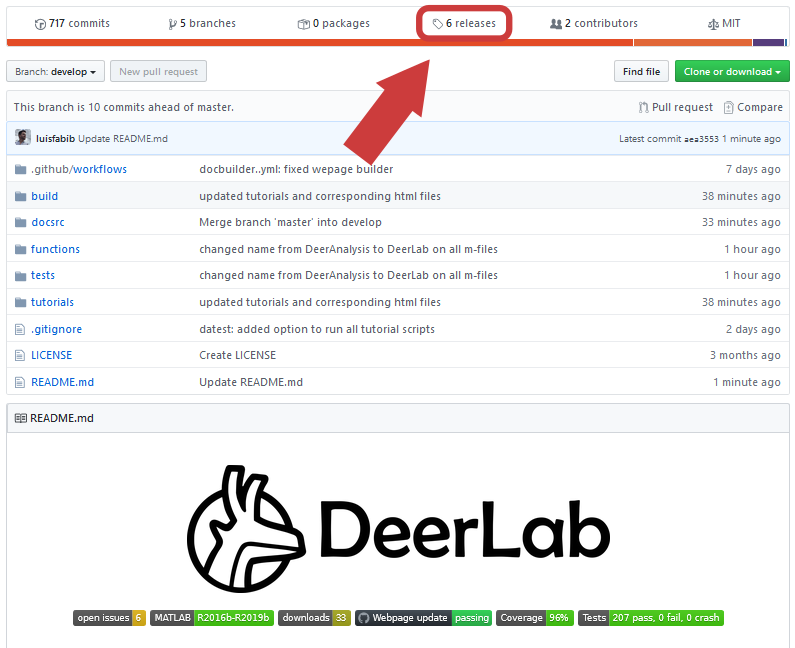 717 commits 5 branches 0 packages 6 releases 2 contributors MIT
Branch: develop New pull request Find file Clone or download
This branch is 10 commits ahead of master. Pull request Compare
luisfabib Update README.md Latest commit aea3553 1 minute ago
.github/workflows docbuilder..yml: fixed wepage builder 7 days ago
build updated tutorials and corresponding html files 38 minutes ago
docsrc Merge branch 'master' into develop 33 minutes ago
functions changed name from DeerAnalysis to DeerLab on all m-files 1 hour ago
tests changed name from DeerAnalysis to DeerLab on all m-files 1 hour ago
tutorials updated tutorials and corresponding html files 38 minutes ago
.gitignore datest: added option to run all tutorial scripts 2 days ago
LICENSE Create LICENSE 3 months ago
README.md Update README.md 1 minute ago
README.md
DeerLab
open issues 6 MATLAB R2016b-R2019b downloads 33 Webpage update passing Coverage 96% Tests 207 pass, 0 fail, 0 crash